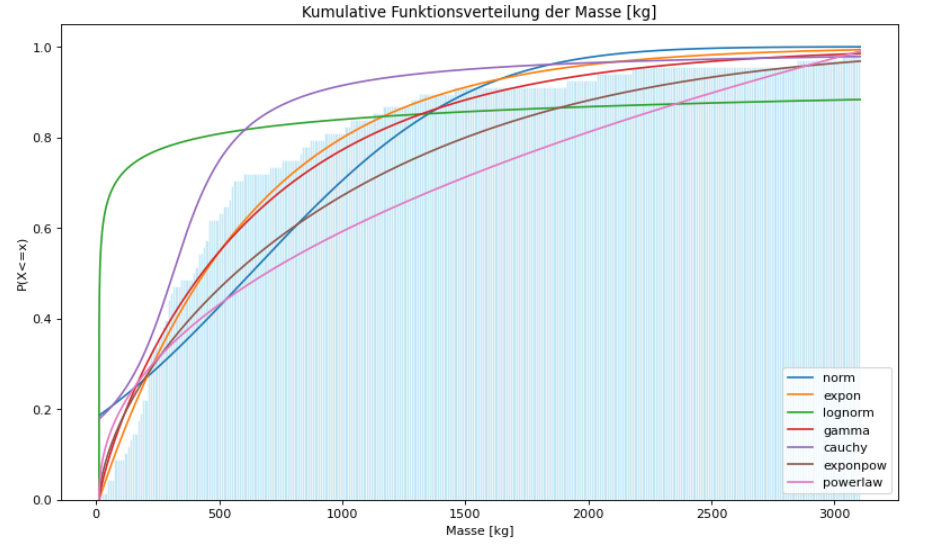 Kumulative Funktionsverteilung der Masse [kg]
P(X<=x)
1.0
0.8
0.6
0.4
0.2
0.0
0
500
1000
1500
2000
2500
3000
Masse [kg]
norm
expon
lognorm
gamma
cauchy
exponpow
powerlaw